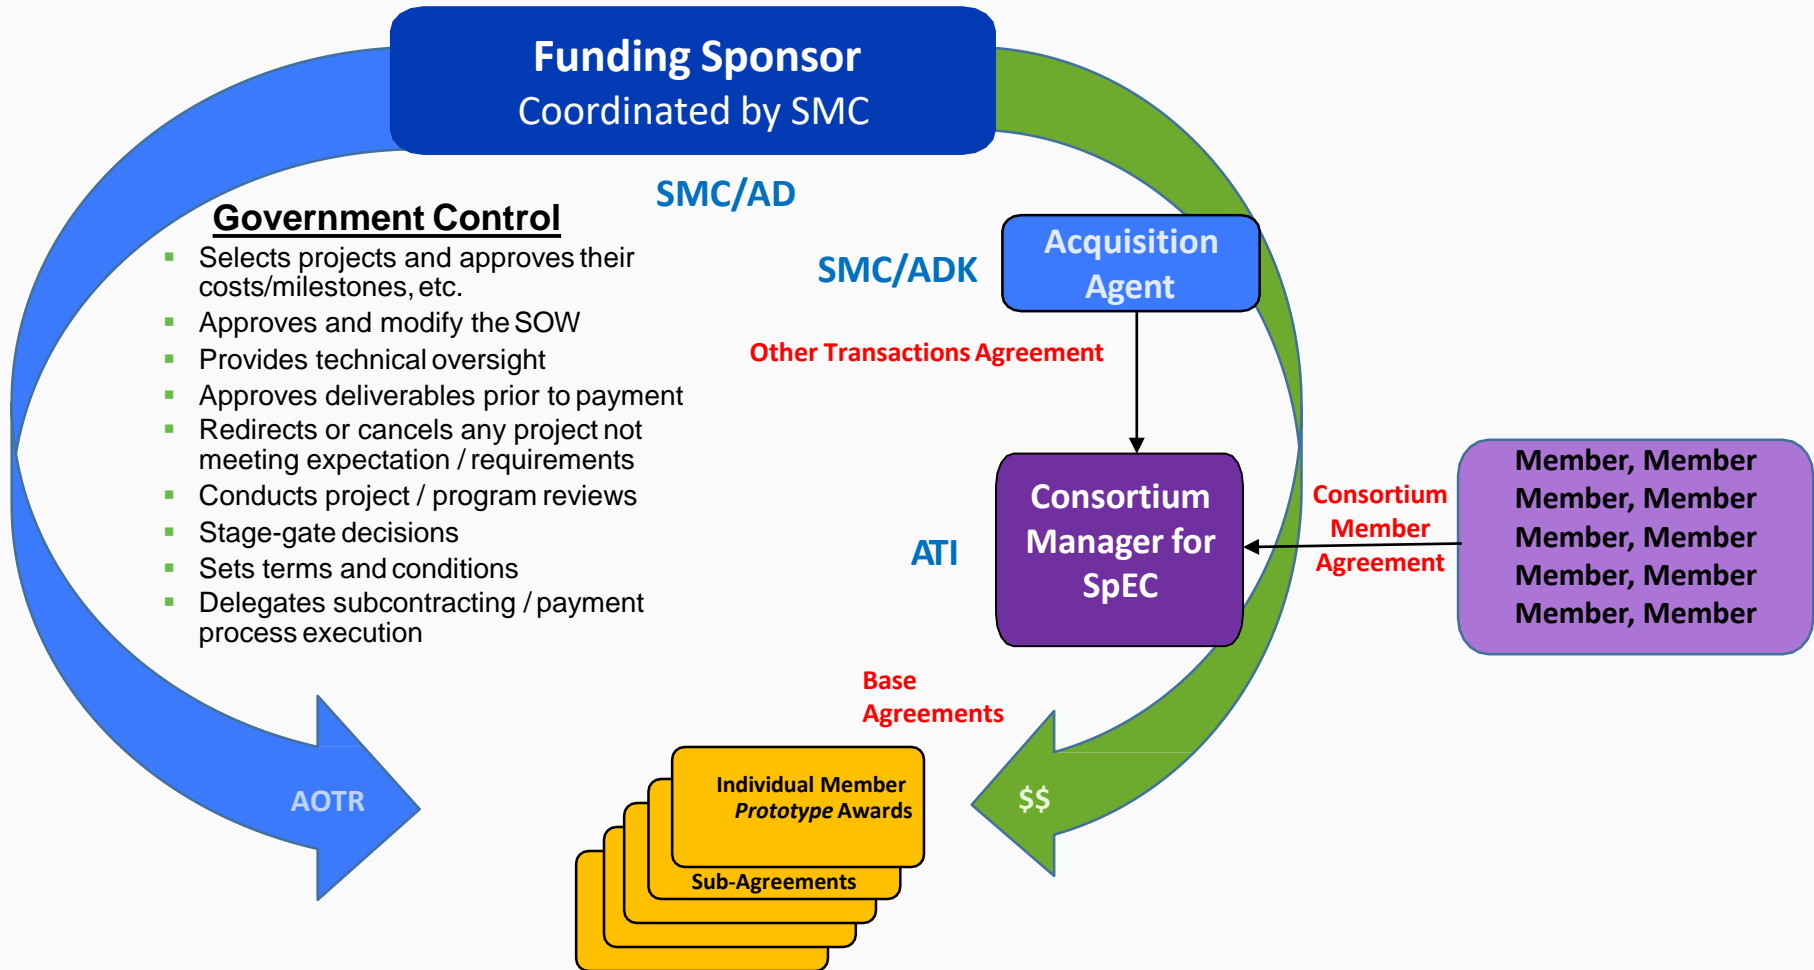 Funding Sponsor
Coordinated by SMC
SMC/AD
Government Control
Selects projects and approves their
costs/milestones, etc.
Approves and modify the SOW
Provides technical oversight
Approves deliverables prior to payment
Redirects or cancels any project not
meeting expectation / requirements
Conducts project / program reviews
Stage-gate decisions
Sets terms and conditions
Delegates subcontracting / payment
process execution
SMC/ADK
Acquisition
Agent
Other Transactions Agreement
ATI
Consortium
Manager for
SpEC
Consortium
Member
Agreement
Member, Member
Member, Member
Member, Member
Member, Member
Member, Member
Base
Agreements
AOTR
$$
Individual Member
Prototype Awards
Sub-Agreements